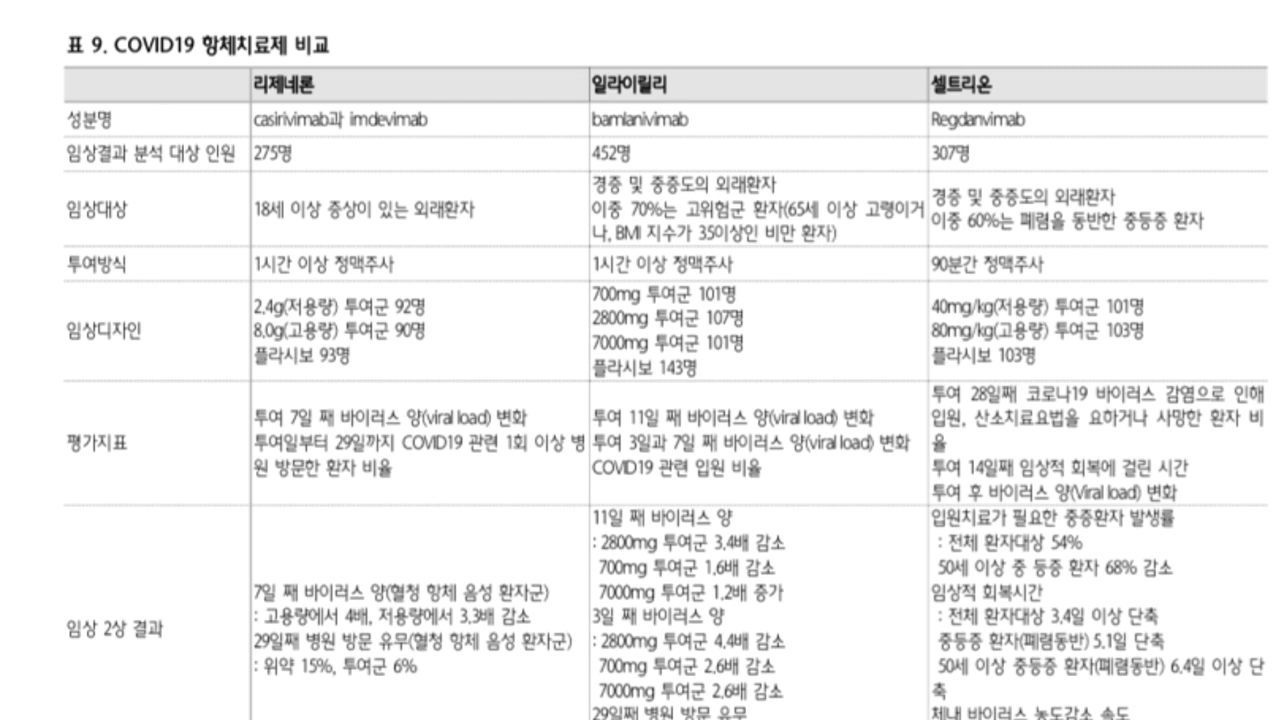 표 9. COVID19 항체치료제 비교
리제네론 일라이릴리 셀트리온
성분명 casirivimab과 imdevimab bamlanivimab Regdanvimab
임상결과 분석 대상 인원 275명 452명 307명
임상대상 18세 이상 증상이 있는 외래환자
경증 및 중증도의 외래환자
이중 70%는 고위험군 환자(65세 이상 고령이거
나, BMI 지수가 35이상인 비만 환자)
경증 및 중증도의 외래환자
이중 60%는 폐렴을 동반한 중등증 환자
투여방식 1시간 이상 정맥주사 1시간 이상 정맥주사 90분간 정맥주사
임상디자인
2.4g(저용량) 투여군 92명
8.0g(고용량) 투여군 90명
플라시보 93명
700mg 투여군 101명
2800mg 투여군 107명
7000mg 투여군 101명
플라시보 143명
40mg/kg(저용량) 투여군 101명
80mg/kg(고용량) 투여군 103명
플라시보 103명
평가지표
투여 7일 째 바이러스 양(viral load) 변화
투여일부터 29일까지 COVID19 관련 1회 이상 병
원 방문한 환자 비율
투여 11일 째 바이러스 양(viral load) 변화
투여 3일과 7일 째 바이러스 양(viral load) 변화
COVID19 관련 입원 비율
투여 28일째 코로나19 바이러스 감염으로 인해
입원, 산소치료요법을 요하거나 사망한 환자 비
율
투여 14일째 임상적 회복에 걸린 시간
투여 후 바이러스 양(Viral load) 변화
임상 2상 결과
7일 째 바이러스 양(혈청 항체 음성 환자군)
: 고용량에서 4배, 저용량에서 3.3배 감소
29일째 병원 방문 유무(혈청 항체 음성 환자군)
: 위약 15%, 투여군 6%
11일 째 바이러스 양
: 2800mg 투여군 3.4배 감소
700mg 투여군 1.6배 감소
7000mg 투여군 1.2배 증가
3일 째 바이러스 양
: 2800mg 투여군 4.4배 감소
700mg 투여군 2.6배 감소
7000mg 투여군 2.6배 감소
29일째 병원 방문 유무
입원치료가 필요한 중증환자 발생률
: 전체 환자대상 54%
50세 이상 중 등증 환자 68% 감소
임상적 회복시간
: 전체 환자대상 3.4일 이상 단축
중등증 환자(폐렴동반) 5.1일 단축
50세 이상 중등증 환자(폐렴동반) 6.4일 이상 단
축
체내 바이러스 농도감소 속도